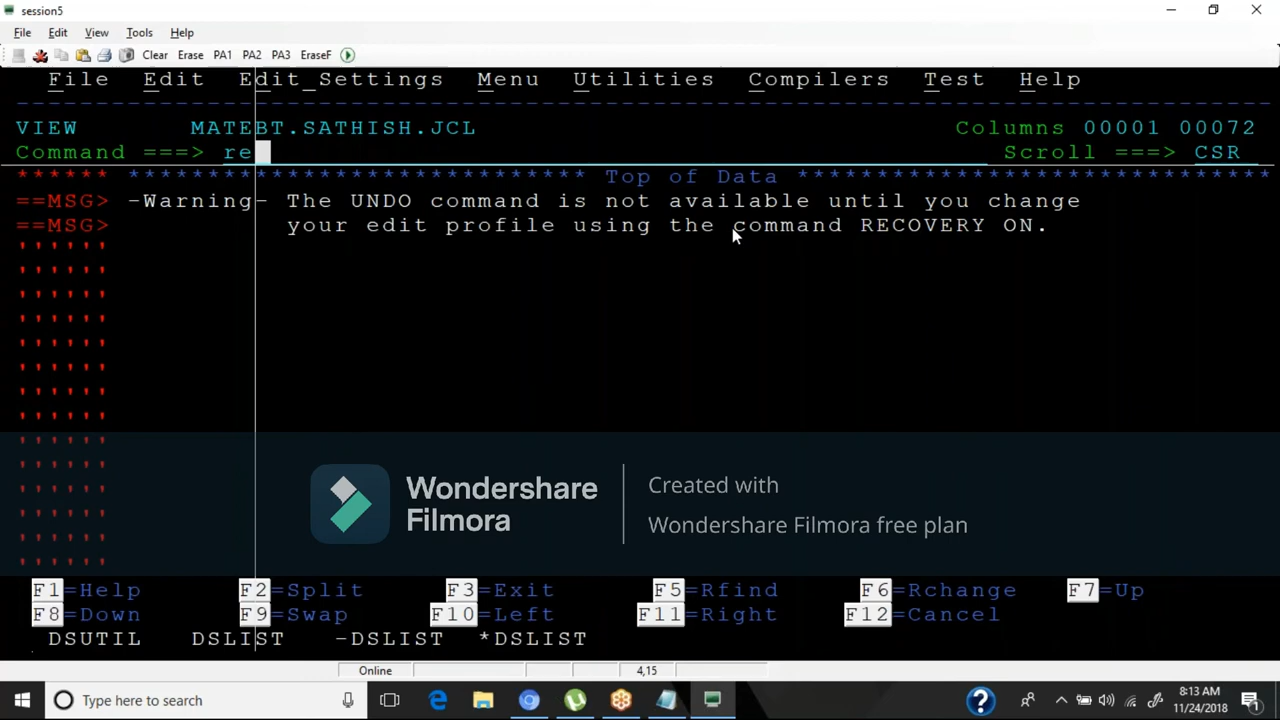 session5
File Edit View Tools Help
Clear Erase PA1 PA2 PA3 EraseF
File Edit Edit_Settings Menu Utilities Compilers Test Help
--------------------------------------------------------------------------------
VIEW MATEBT.SATHISH.JCL Columns 00001 00072
Command ===> re Scroll ===> CSR
****** ***************************** Top of Data ******************************
==MSG> -Warning- The UNDO command is not available until you change
==MSG> your edit profile using the command RECOVERY ON.
''''''
''''''
''''''
''''''
''''''
''''''
''''''
''''''
''''''
''''''
''''''
''''''
''''''
''''''
Wondershare Filmora
Created with
Wondershare Filmora free plan
F1=Help F2=Split F3=Exit F5=Rfind F6=Rchange F7=Up
F8=Down F9=Swap F10=Left F11=Right F12=Cancel
DSUTIL DSLIST -DSLIST *DSLIST
Online 4,15
Type here to search
8:13 AM
11/24/2018